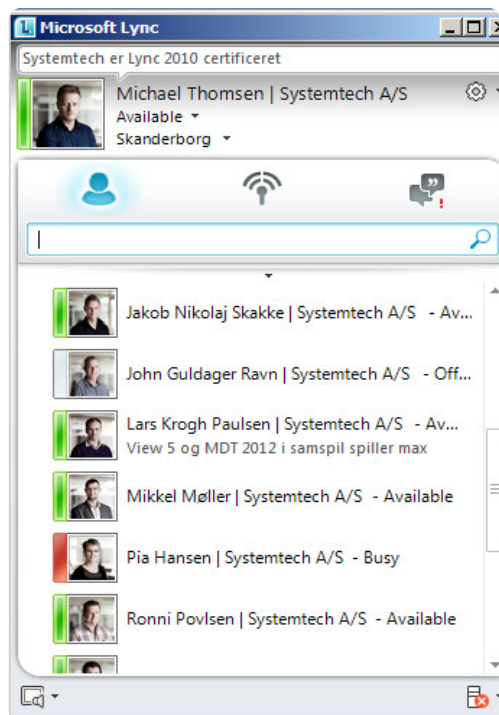 Microsoft Lync
Systemtech er Lync 2010 certificeret
Michael Thomsen | Systemtech A/S
Available
Skanderborg
Jakob Nikolaj Skakke | Systemtech A/S - Av...
John Guldager Ravn | Systemtech A/S - Off...
Lars Krogh Paulsen | Systemtech A/S - Av...
View 5 og MDT 2012 i samspil spiller max
Mikkel Møller | Systemtech A/S - Available
Pia Hansen | Systemtech A/S - Busy
Ronni Povlsen | Systemtech A/S - Available